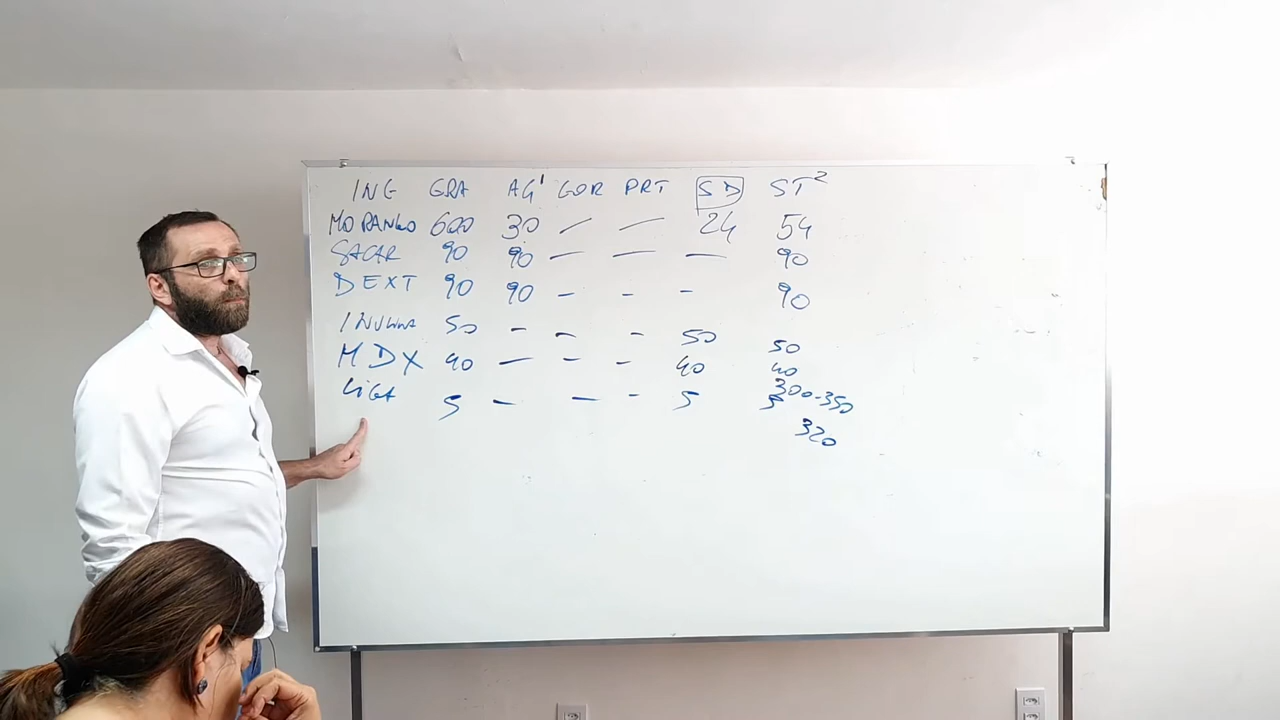 ING GRA AG' GOR PRT SD ST²
MORANGO 600 30 — — 24 54
SACAR 90 90 — — — 90
DEXT 90 90 - - - 90
INULINA 50 - - - 50 50
MDX 40 — - - 40 40
LIGA 5 - — - 5 5
300-350
320